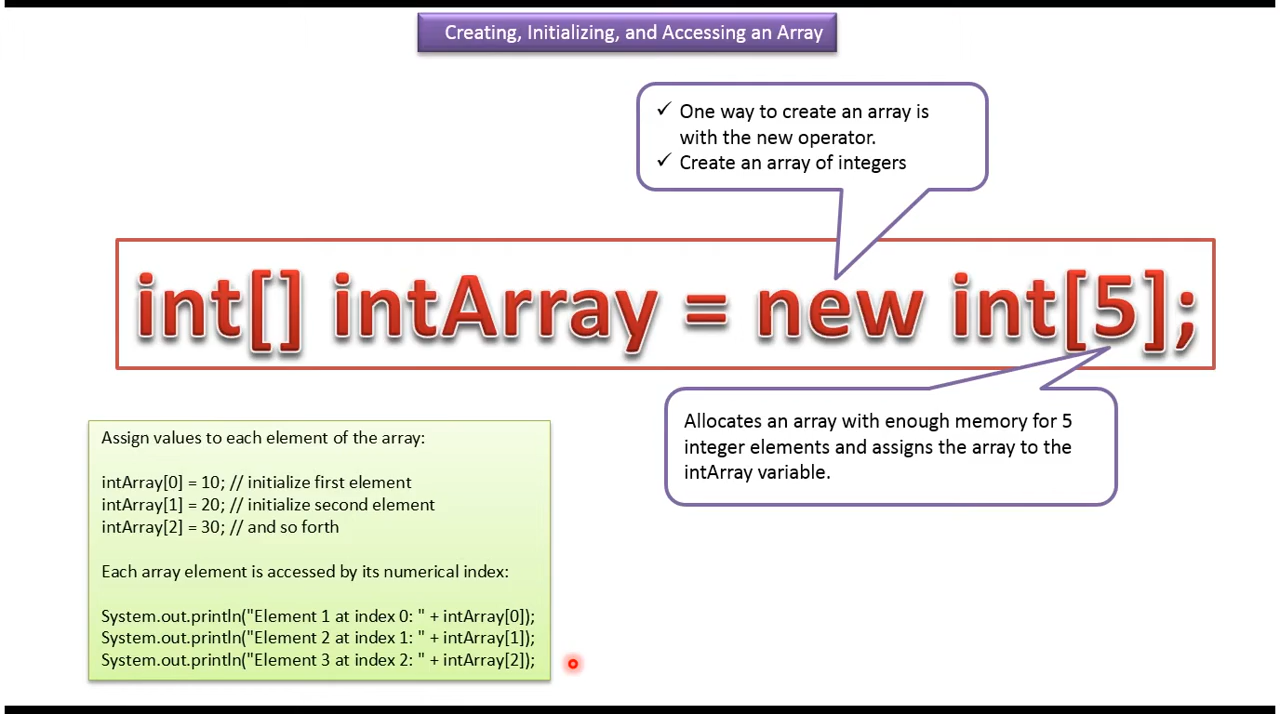 Creating, Initializing, and Accessing an Array
✓ One way to create an array is
with the new operator.
✓ Create an array of integers
int[] intArray = new int[5];
Allocates an array with enough memory for 5
integer elements and assigns the array to the
intArray variable.
Assign values to each element of the array:
intArray[0] = 10; // initialize first element
intArray[1] = 20; // initialize second element
intArray[2] = 30; // and so forth
Each array element is accessed by its numerical index:
System.out.println("Element 1 at index 0: " + intArray[0]);
System.out.println("Element 2 at index 1: " + intArray[1]);
System.out.println("Element 3 at index 2: " + intArray[2]);